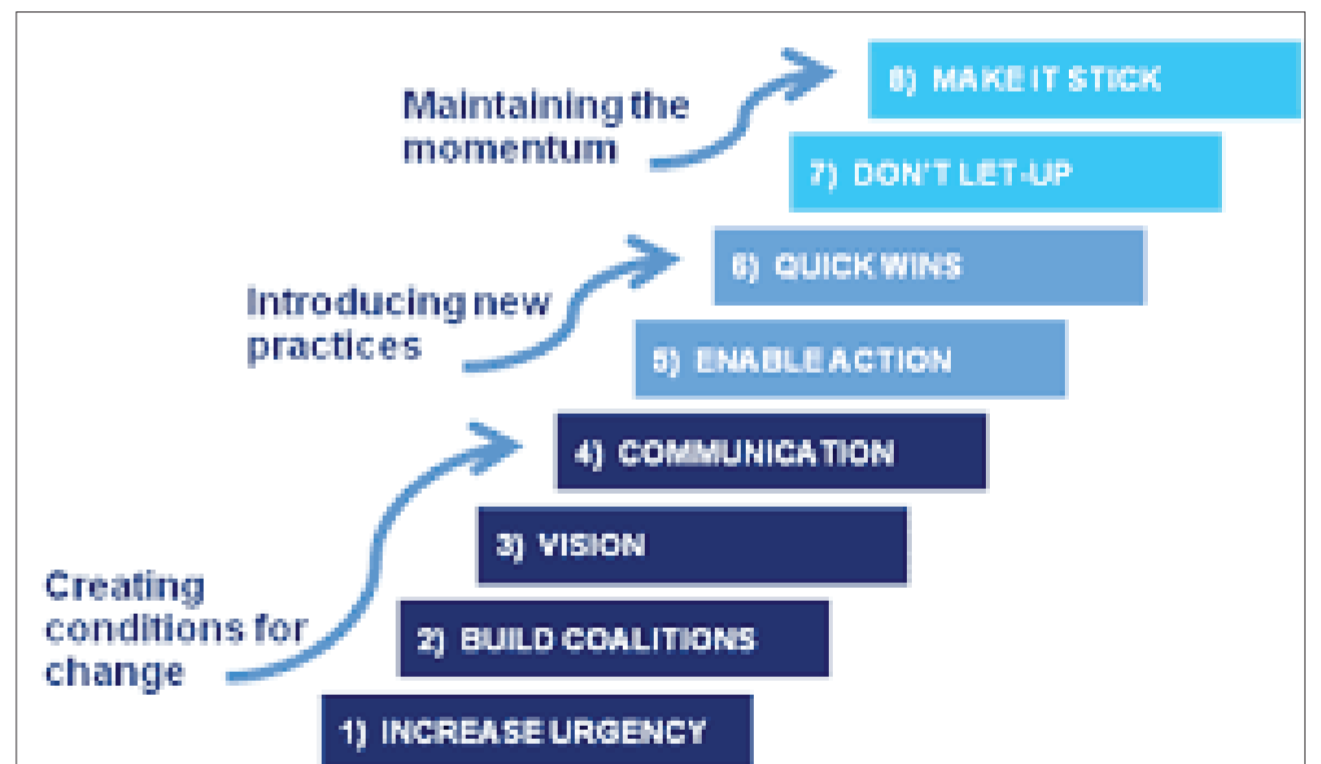 8) MAKE IT STICK
Maintaining the
momentum
7) DON'T LET-UP
6) QUICK WINS
Introducing new
practices
5) ENABLE ACTION
4) COMMUNICATION
3) VISION
Creating
conditions for
change
2) BUILD COALITIONS
1) INCREASE URGENCY